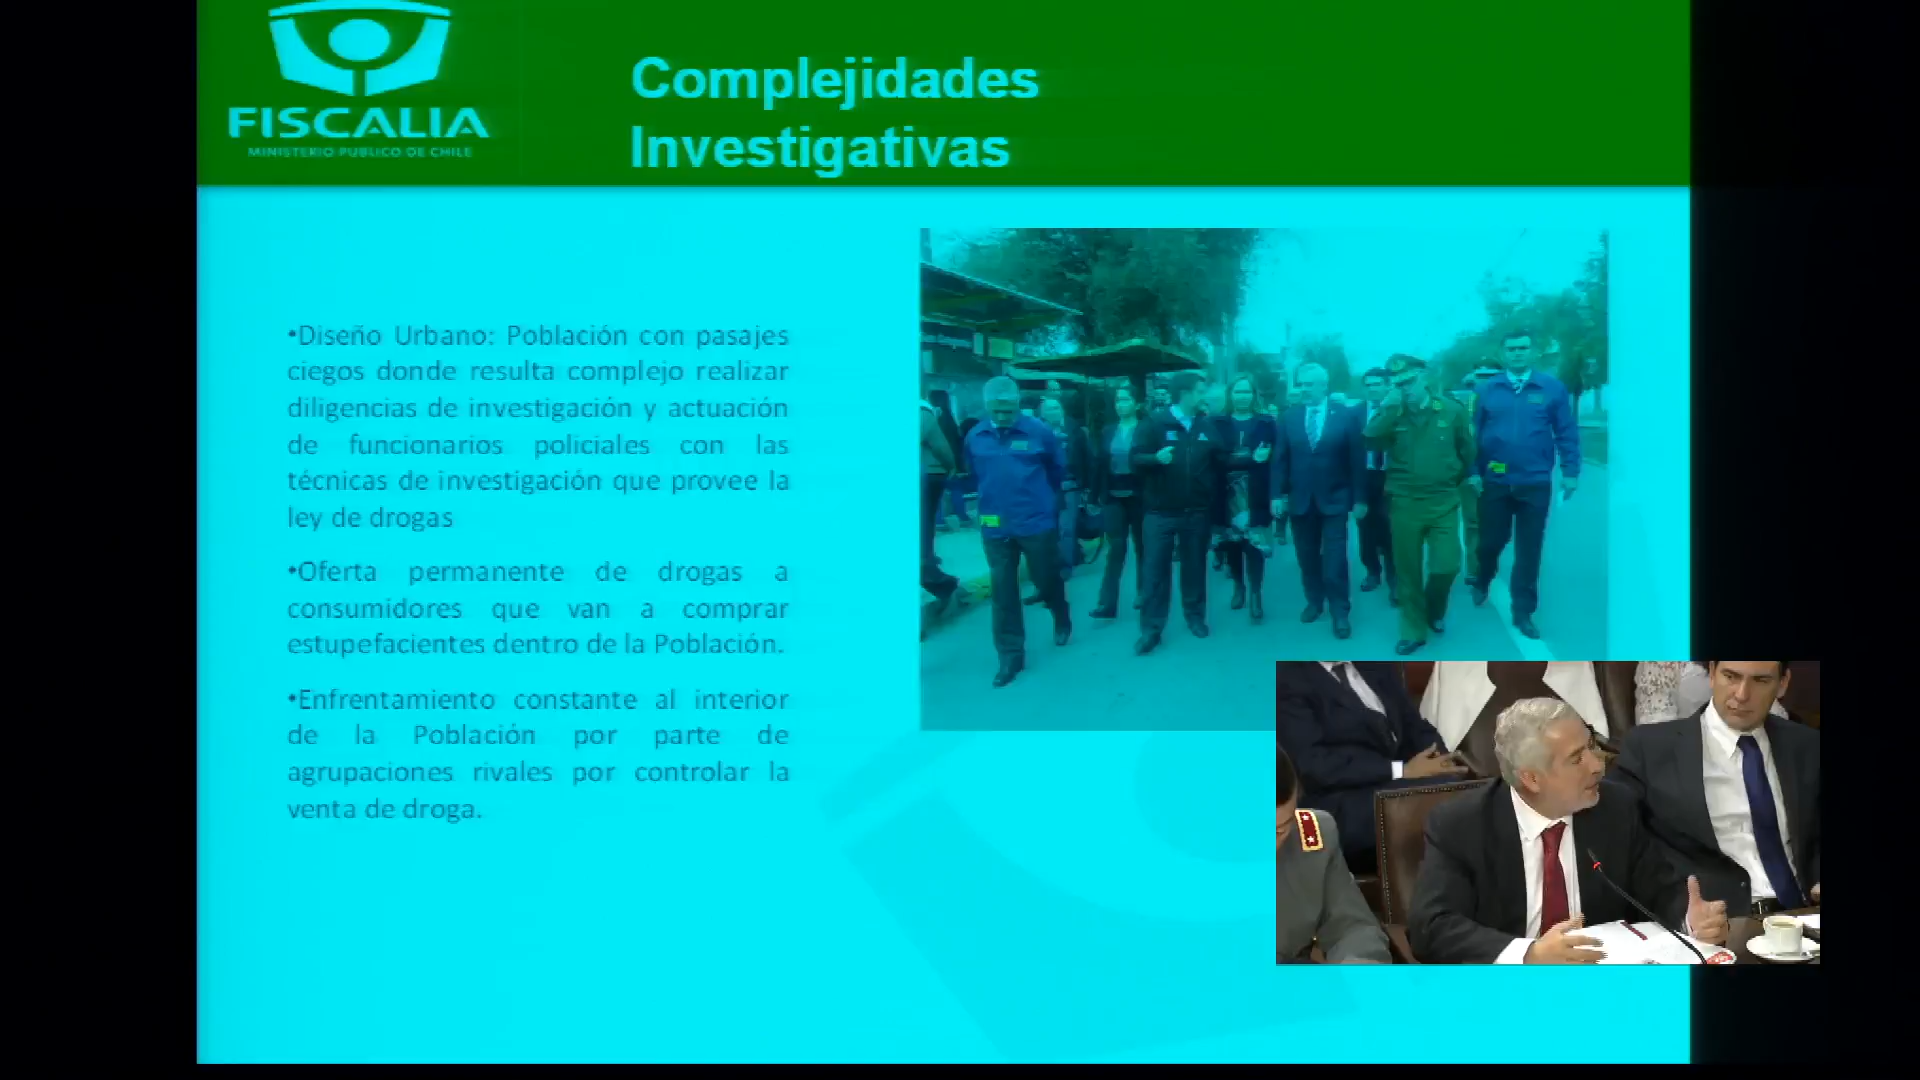 FISCALIA
MINISTERIO PUBLICO DE CHILE
Complejidades
Investigativas
•Diseño Urbano: Población con pasajes
ciegos donde resulta complejo realizar
diligencias de investigación y actuación
de funcionarios policiales con las
técnicas de investigación que provee la
ley de drogas
•Oferta permanente de drogas a
consumidores que van a comprar
estupefacientes dentro de la Población.
•Enfrentamiento constante al interior
de la Población por parte de
agrupaciones rivales por controlar la
venta de droga.